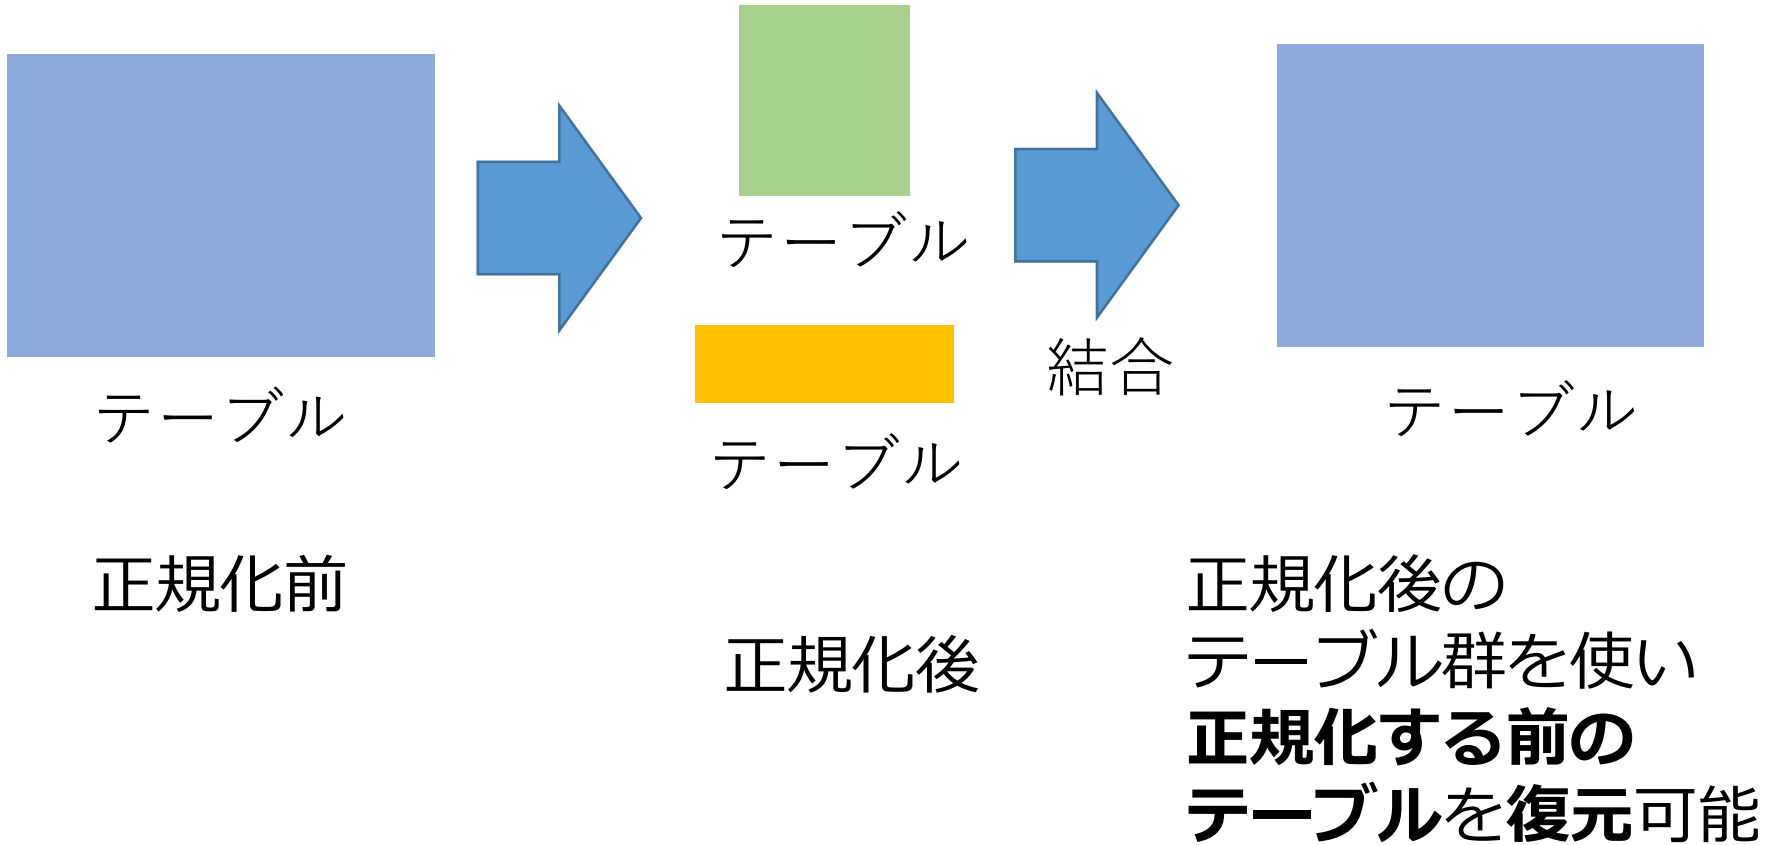 テーブル
正規化前
テーブル
テーブル
正規化後
結合
テーブル
正規化後の
テーブル群を使い
正規化する前の
テーブルを復元可能